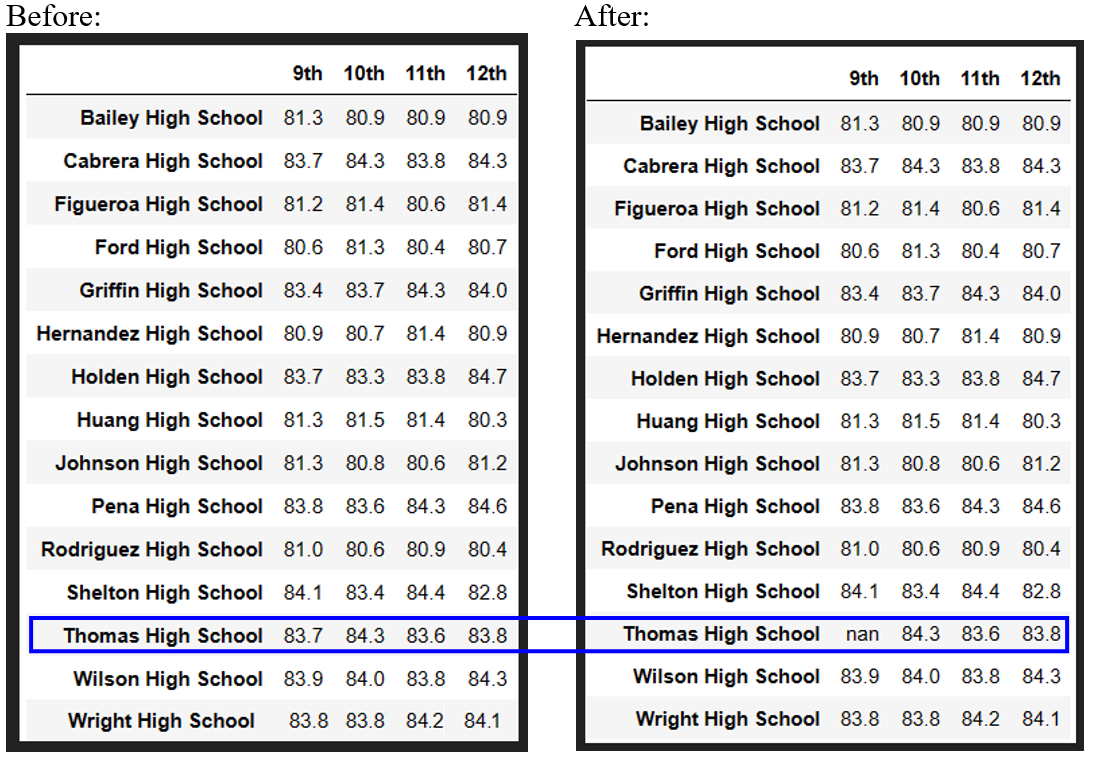 Before:
9th 10th 11th 12th
Bailey High School 81.3 80.9 80.9 80.9
Cabrera High School 83.7 84.3 83.8 84.3
Figueroa High School 81.2 81.4 80.6 81.4
Ford High School 80.6 81.3 80.4 80.7
Griffin High School 83.4 83.7 84.3 84.0
Hernandez High School 80.9 80.7 81.4 80.9
Holden High School 83.7 83.3 83.8 84.7
Huang High School 81.3 81.5 81.4 80.3
Johnson High School 81.3 80.8 80.6 81.2
Pena High School 83.8 83.6 84.3 84.6
Rodriguez High School 81.0 80.6 80.9 80.4
Shelton High School 84.1 83.4 84.4 82.8
Thomas High School 83.7 84.3 83.6 83.8
Wilson High School 83.9 84.0 83.8 84.3
Wright High School 83.8 83.8 84.2 84.1
After:
9th 10th 11th 12th
Bailey High School 81.3 80.9 80.9 80.9
Cabrera High School 83.7 84.3 83.8 84.3
Figueroa High School 81.2 81.4 80.6 81.4
Ford High School 80.6 81.3 80.4 80.7
Griffin High School 83.4 83.7 84.3 84.0
Hernandez High School 80.9 80.7 81.4 80.9
Holden High School 83.7 83.3 83.8 84.7
Huang High School 81.3 81.5 81.4 80.3
Johnson High School 81.3 80.8 80.6 81.2
Pena High School 83.8 83.6 84.3 84.6
Rodriguez High School 81.0 80.6 80.9 80.4
Shelton High School 84.1 83.4 84.4 82.8
Thomas High School nan 84.3 83.6 83.8
Wilson High School 83.9 84.0 83.8 84.3
Wright High School 83.8 83.8 84.2 84.1